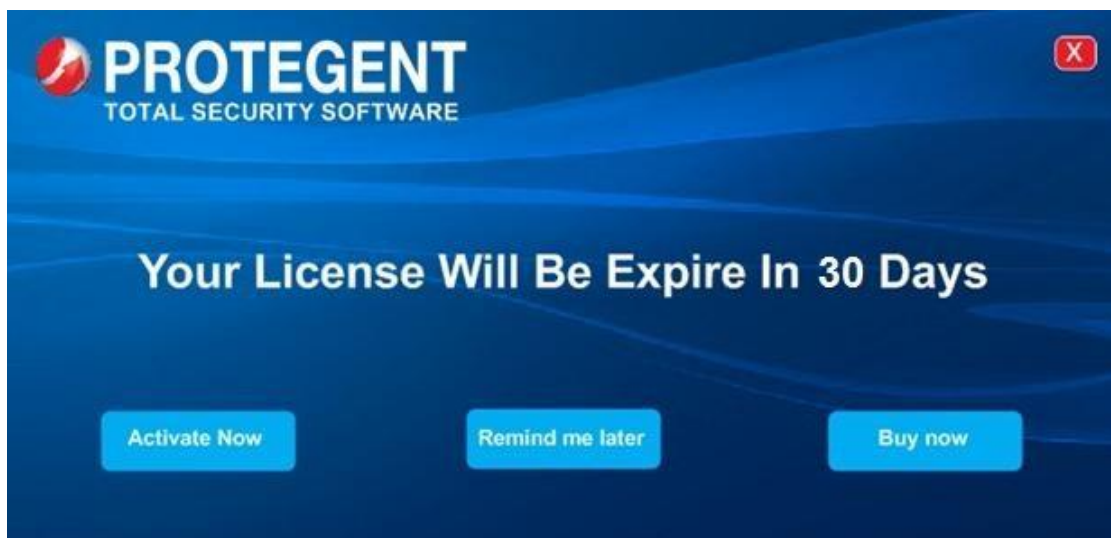 PROTEGENT
TOTAL SECURITY SOFTWARE
X
Your License Will Be Expire In 30 Days
Activate Now
Remind me later
Buy now